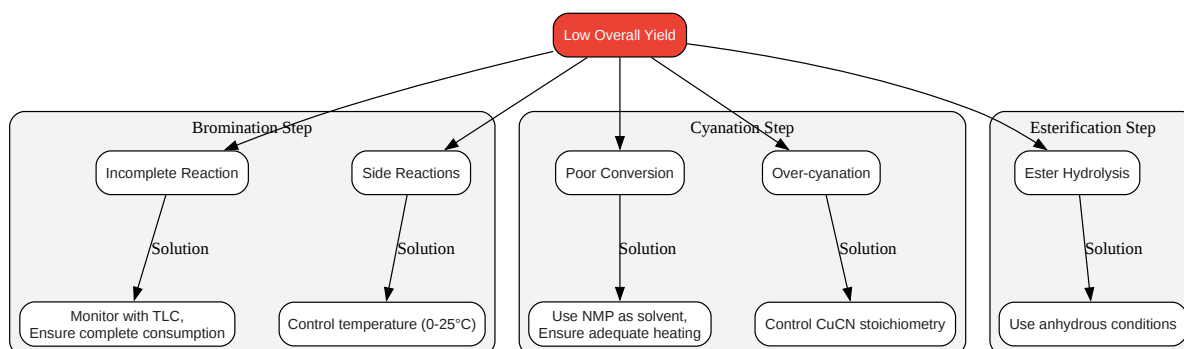 Low Overall Yield
Bromination Step
Cyanation Step
Esterification Step
Incomplete Reaction
Side Reactions
Poor Conversion
Over-cyanation
Ester Hydrolysis
Solution
Solution
Solution
Solution
Solution
Monitor with TLC,
Ensure complete consumption
Control temperature (0-25°C)
Use NMP as solvent,
Ensure adequate heating
Control CuCN stoichiometry
Use anhydrous conditions